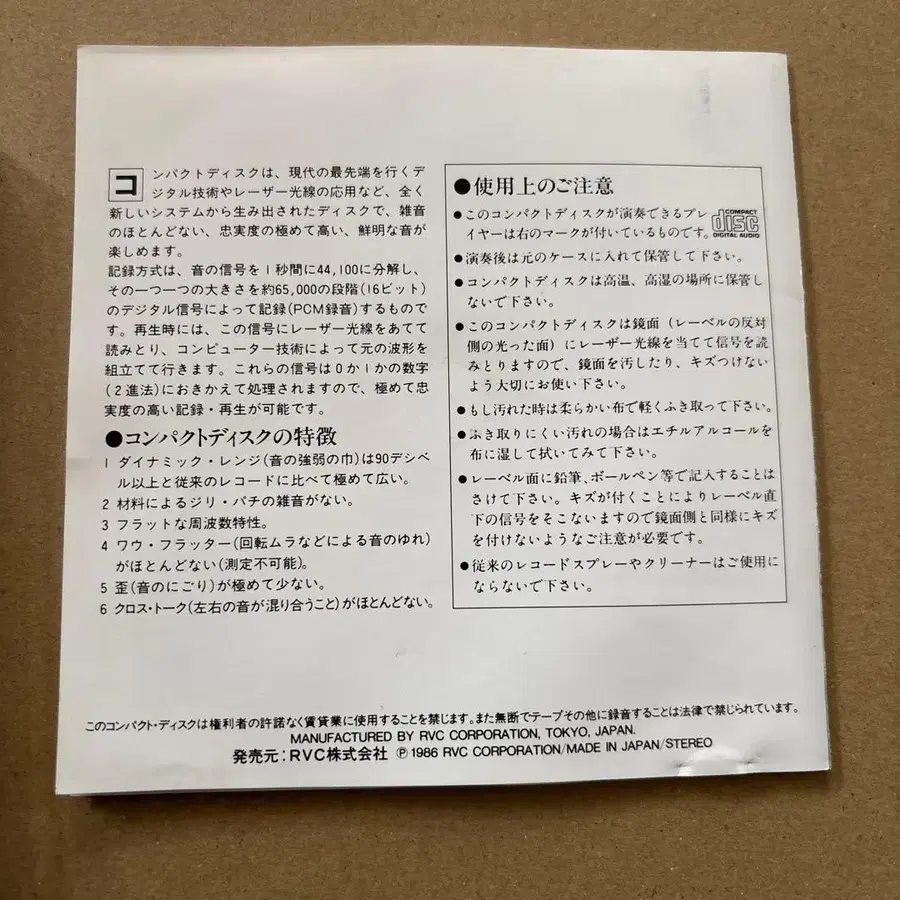 コンパクトディスクは、現代の最先端を行くデ
ジタル技術やレーザー光線の応用など、全く
新しいシステムから生み出されたディスクで、雑音
のほとんどない、忠実度の極めて高い、鮮明な音が
楽しめます。
記録方式は、音の信号を1秒間に44,100に分解し、
その一つ一つの大きさを約65,000の段階(16ビット)
のデジタル信号によって記録(PCM録音)するもので
す。再生時には、この信号にレーザー光線をあてて
読みとり、コンピューター技術によって元の波形を
組立てて行きます。これらの信号は0か1かの数字
(2進法)におきかえて処理されますので、極めて忠
実度の高い記録・再生が可能です。
●コンパクトディスクの特徴
1 ダイナミック・レンジ(音の強弱の巾)は90デシベ
ル以上と従来のレコードに比べて極めて広い。
2 材料によるジリ・パチの雑音がない。
3 フラットな周波数特性。
4 ワウ・フラッター(回転ムラなどによる音のゆれ)
がほとんどない(測定不可能)。
5 歪(音のにごり)が極めて少ない。
6 クロス・トーク(左右の音が混り合うこと)がほとんどない。
●使用上のご注意
●このコンパクトディスクが演奏できるプレ
イヤーは右のマークが付いているものです。
COMPACT
disc
DIGITAL AUDIO
●演奏後は元のケースに入れて保管して下さい。
●コンパクトディスクは高温、高湿の場所に保管し
ないで下さい。
●このコンパクトディスクは鏡面(レーベルの反対
側の光った面)にレーザー光線を当てて信号を読
みとりますので、鏡面を汚したり、キズつけない
よう大切にお使い下さい。
●もし汚れた時は柔らかい布で軽くふき取って下さい。
●ふき取りにくい汚れの場合はエチルアルコールを
布に湿して拭いてみて下さい。
●レーベル面に鉛筆、ボールペン等で記入することは
さけて下さい。キズが付くことによりレーベル直
下の信号をそこないますので鏡面側と同様にキズ
を付けないようなご注意が必要です。
●従来のレコードスプレーやクリーナーはご使用に
ならないで下さい。
このコンパクト・ディスクは権利者の許諾なく賃貸業に使用することを禁じます。また無断でテープその他に録音することは法律で禁じられています。
MANUFACTURED BY RVC CORPORATION, TOKYO, JAPAN.
発売元:RVC株式会社 Ⓟ 1986 RVC CORPORATION/MADE IN JAPAN/STEREO